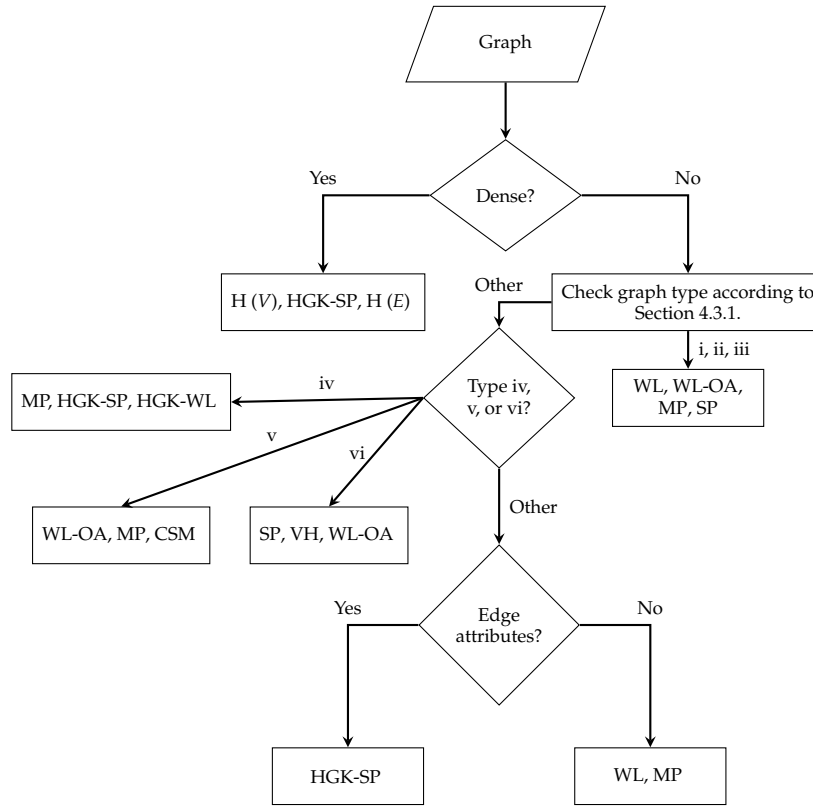 Graph
Yes
Dense?
No
H (V), HGK-SP, H (E)
Other
Check graph type according to
Section 4.3.1.
i, ii, iii
iv
MP, HGK-SP, HGK-WL
Type iv,
v, or vi?
WL, WL-OA,
MP, SP
v
vi
WL-OA, MP, CSM
SP, VH, WL-OA
Other
Yes
Edge
attributes?
No
HGK-SP
WL, MP